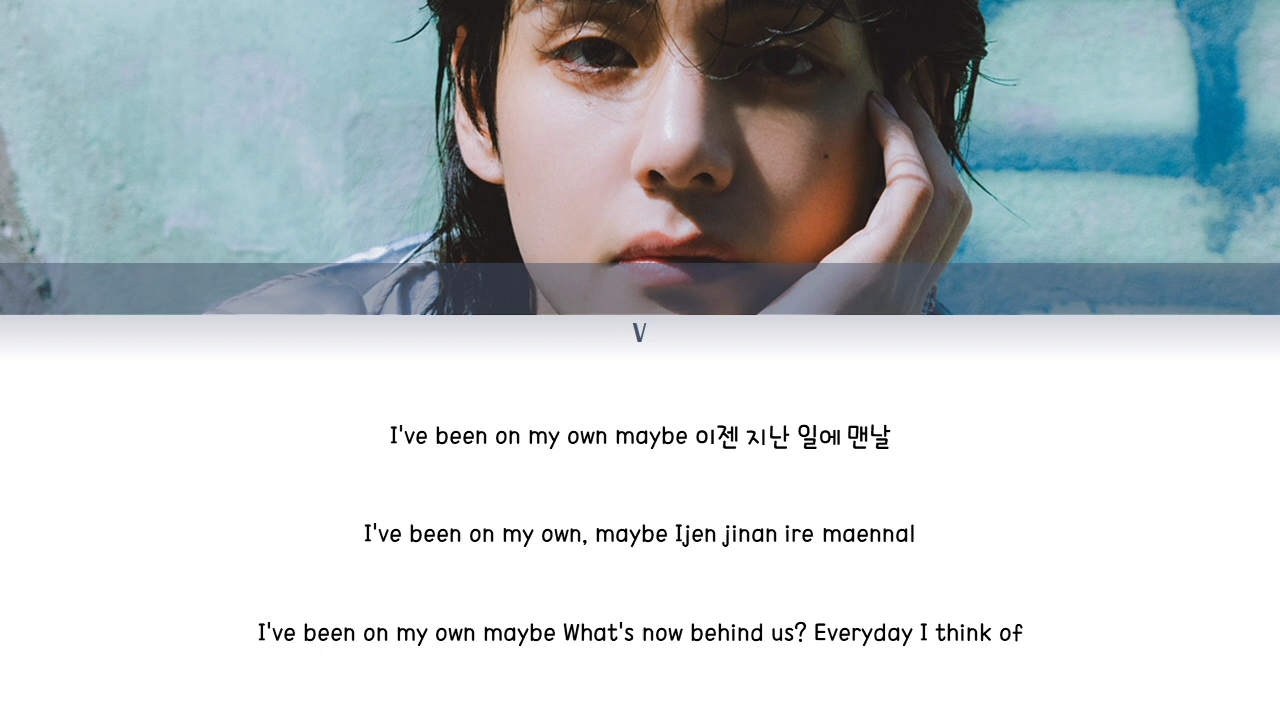 V
I've been on my own maybe 이젠 지난 일에 맨날
I've been on my own, maybe Ijen jinan ire maennal
I've been on my own maybe What's now behind us? Everyday I think of